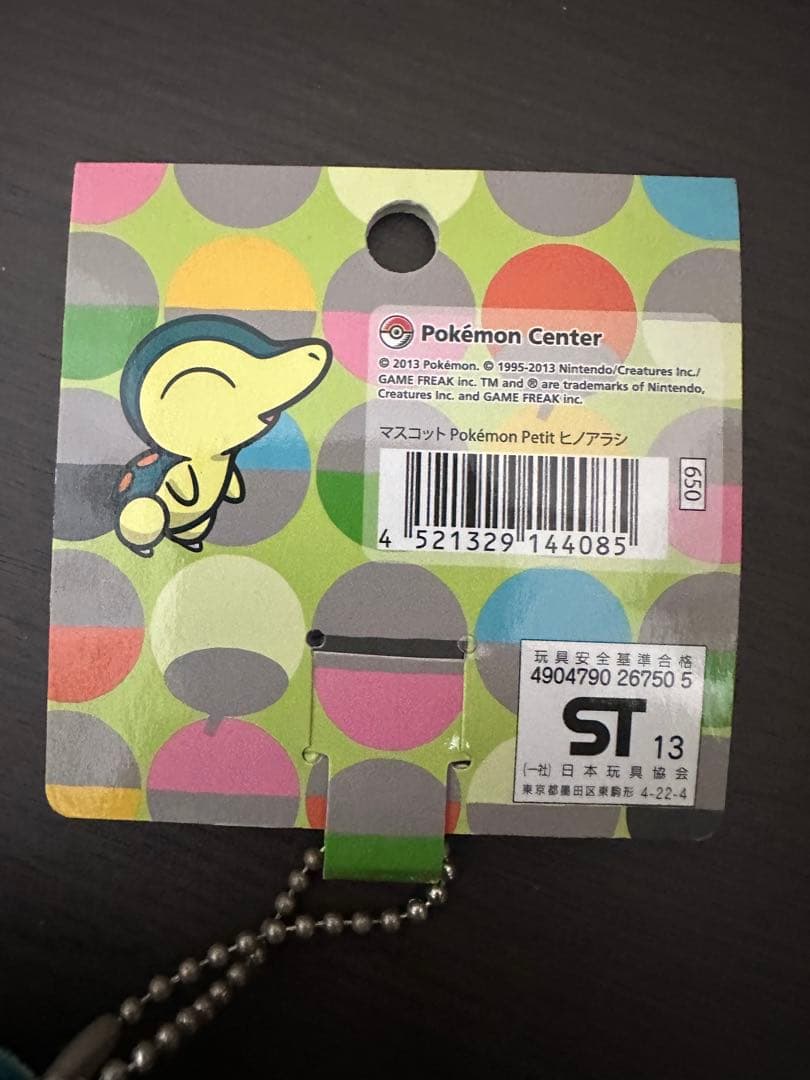 Pokémon Center
© 2013 Pokémon. © 1995-2013 Nintendo/Creatures Inc./
GAME FREAK inc. TM and ® are trademarks of Nintendo,
Creatures Inc. and GAME FREAK inc.
マスコット Pokémon Petit ヒノアラシ
650
4 521329 144085
玩具安全基準合格
4904790 26750 5
ST 13
(一社) 日本玩具協会
東京都墨田区東駒形 4-22-4